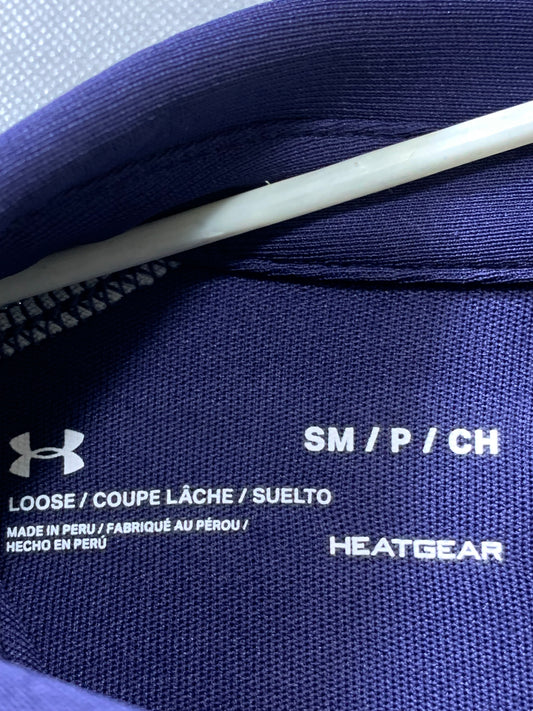 SM / P / CH
LOOSE / COUPE LÂCHE / SUELTO
MADE IN PERU / FABRIQUÉ AU PÉROU /
HECHO EN PERÚ
HEATGEAR